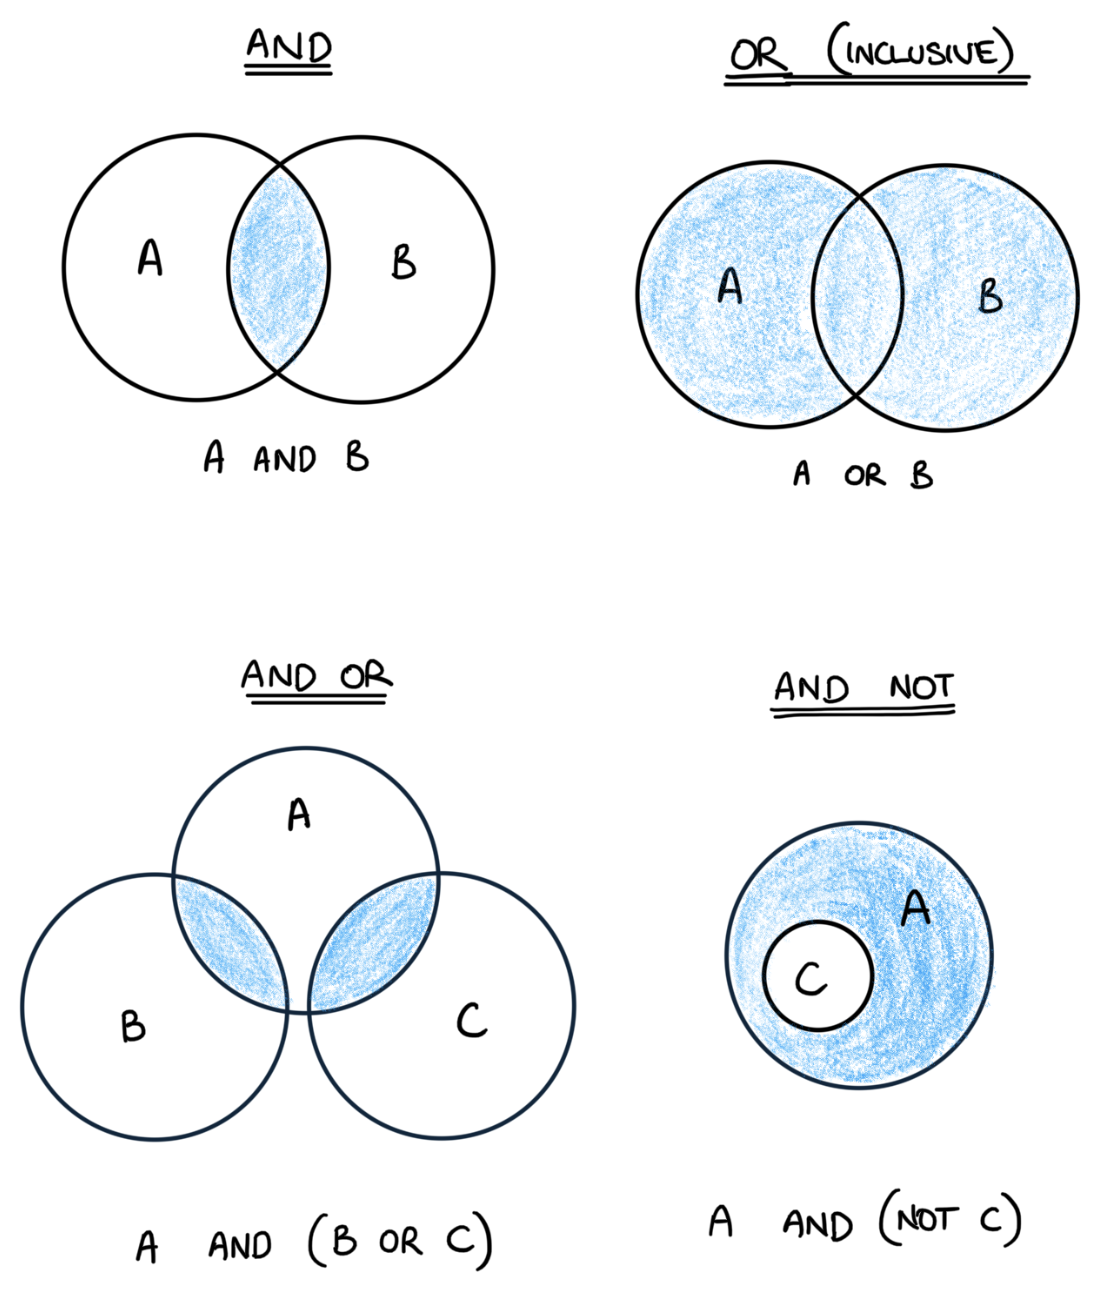 AND
A
B
A AND B
OR (INCLUSIVE)
A
B
A OR B
AND OR
A
B
C
A AND (B OR C)
AND NOT
A
C
A AND (NOT C)